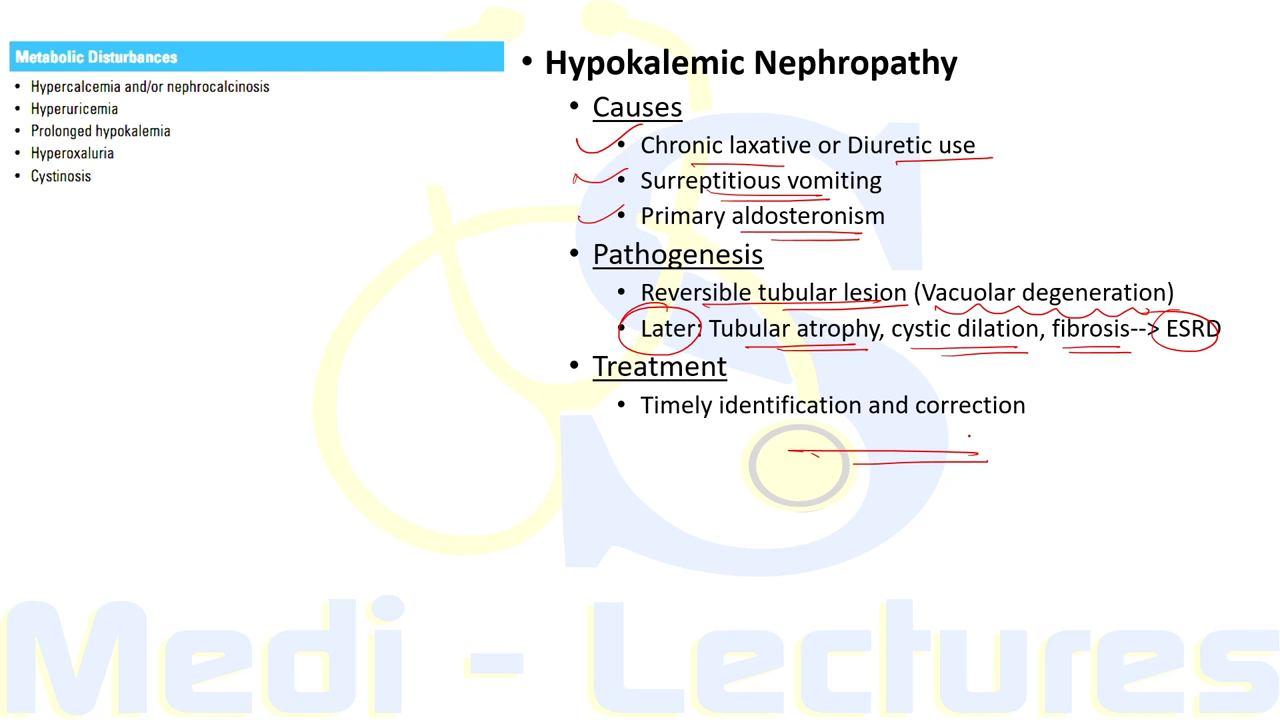 Metabolic Disturbances
• Hypercalcemia and/or nephrocalcinosis
• Hyperuricemia
• Prolonged hypokalemia
• Hyperoxaluria
• Cystinosis
• Hypokalemic Nephropathy
• Causes
• Chronic laxative or Diuretic use
• Surreptitious vomiting
• Primary aldosteronism
• Pathogenesis
• Reversible tubular lesion (Vacuolar degeneration)
• Later: Tubular atrophy, cystic dilation, fibrosis--> ESRD
• Treatment
• Timely identification and correction
Medi - Lectures